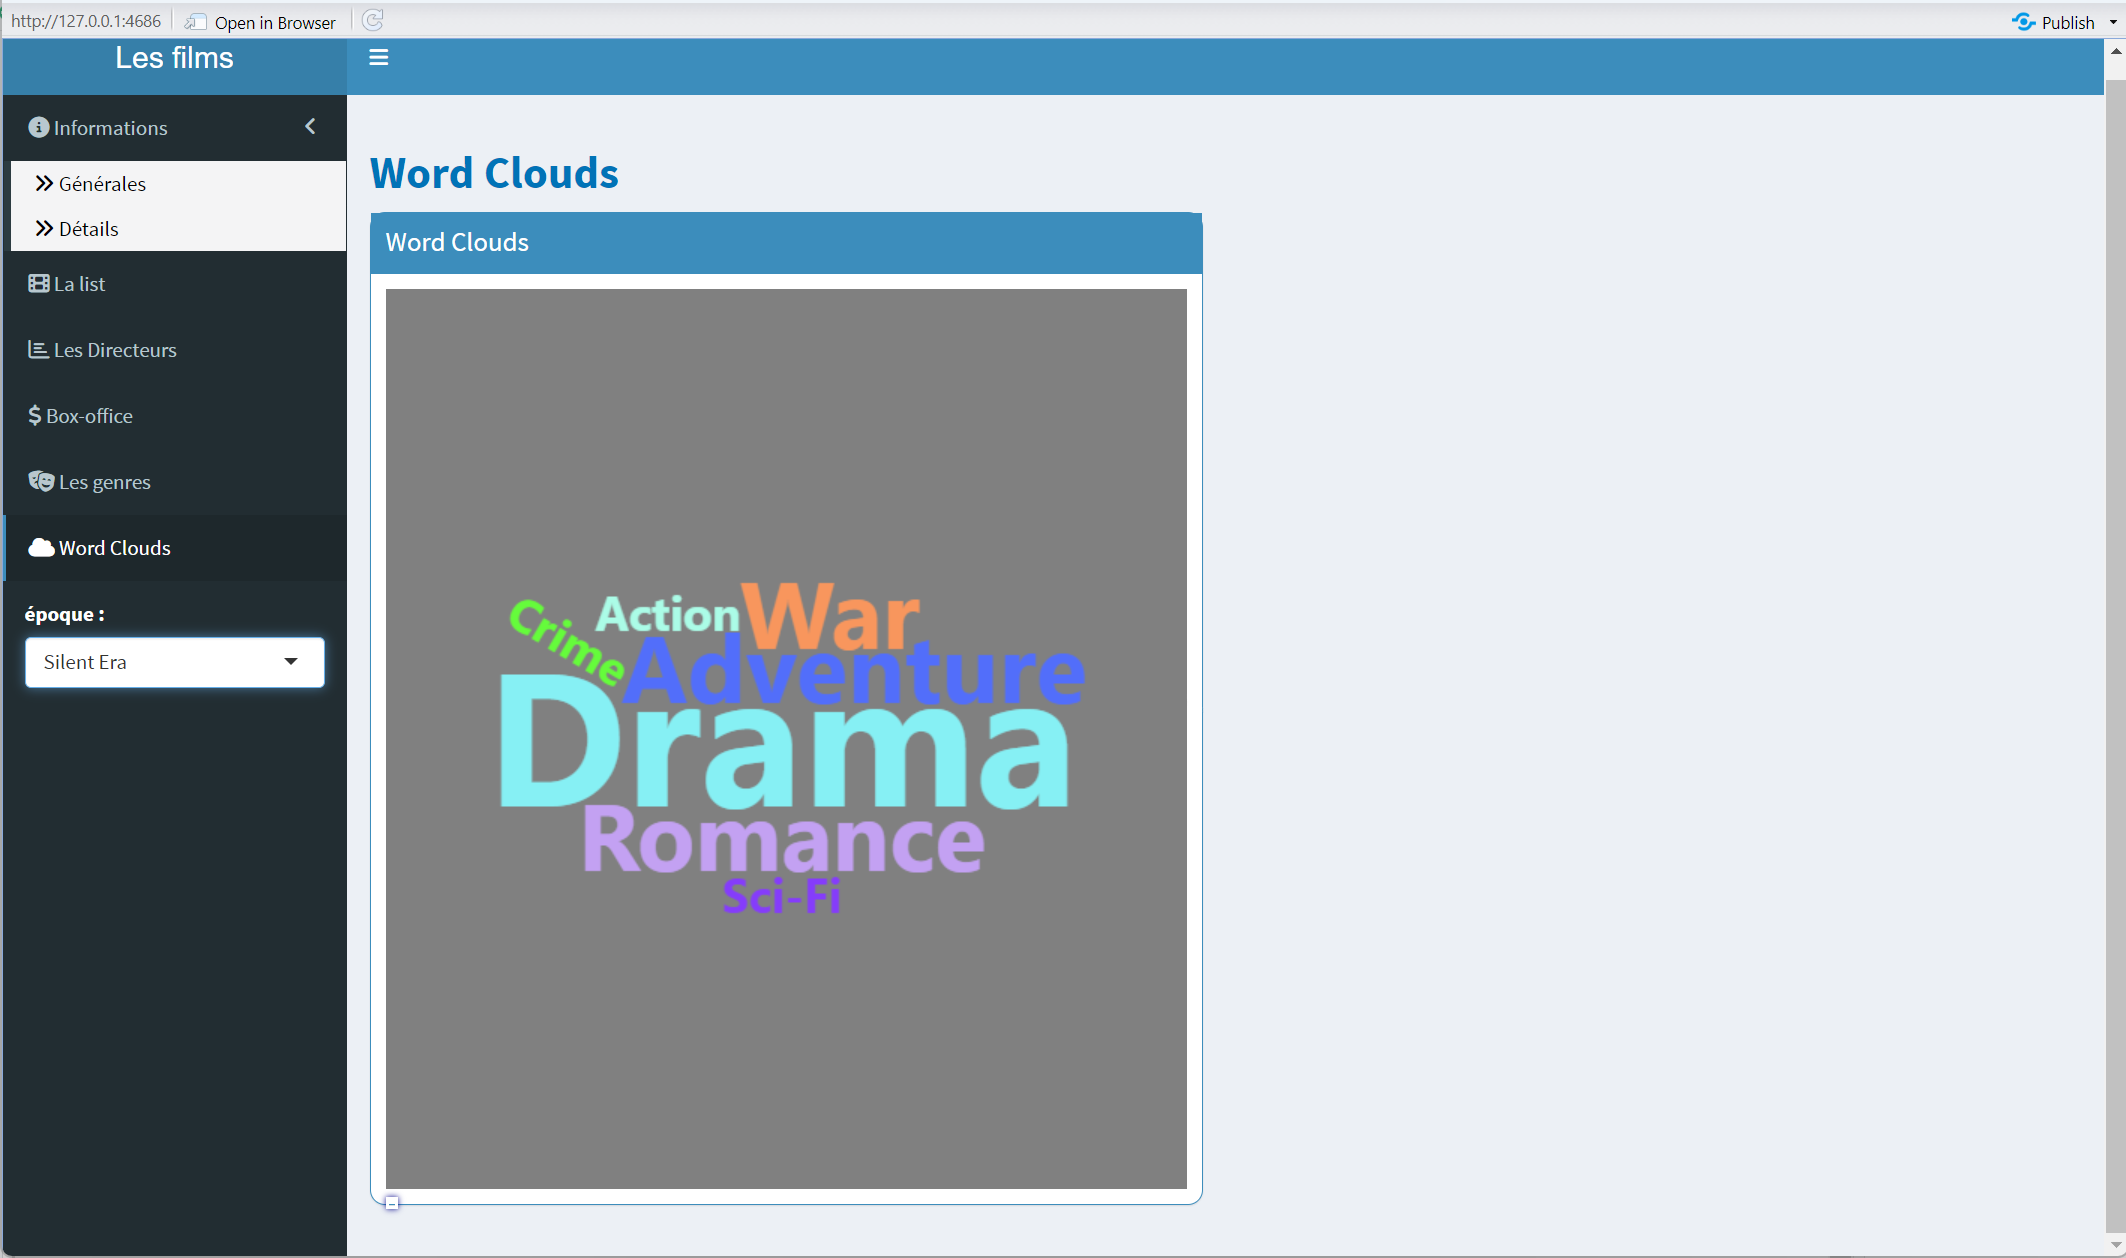 http://127.0.0.1:4686 Open in Browser Publish
Les films
Informations
Générales
Détails
La list
Les Directeurs
$ Box-office
Les genres
Word Clouds
époque :
Silent Era
Word Clouds
Word Clouds
Crime Action War
Adventure
Drama
Romance
Sci-Fi